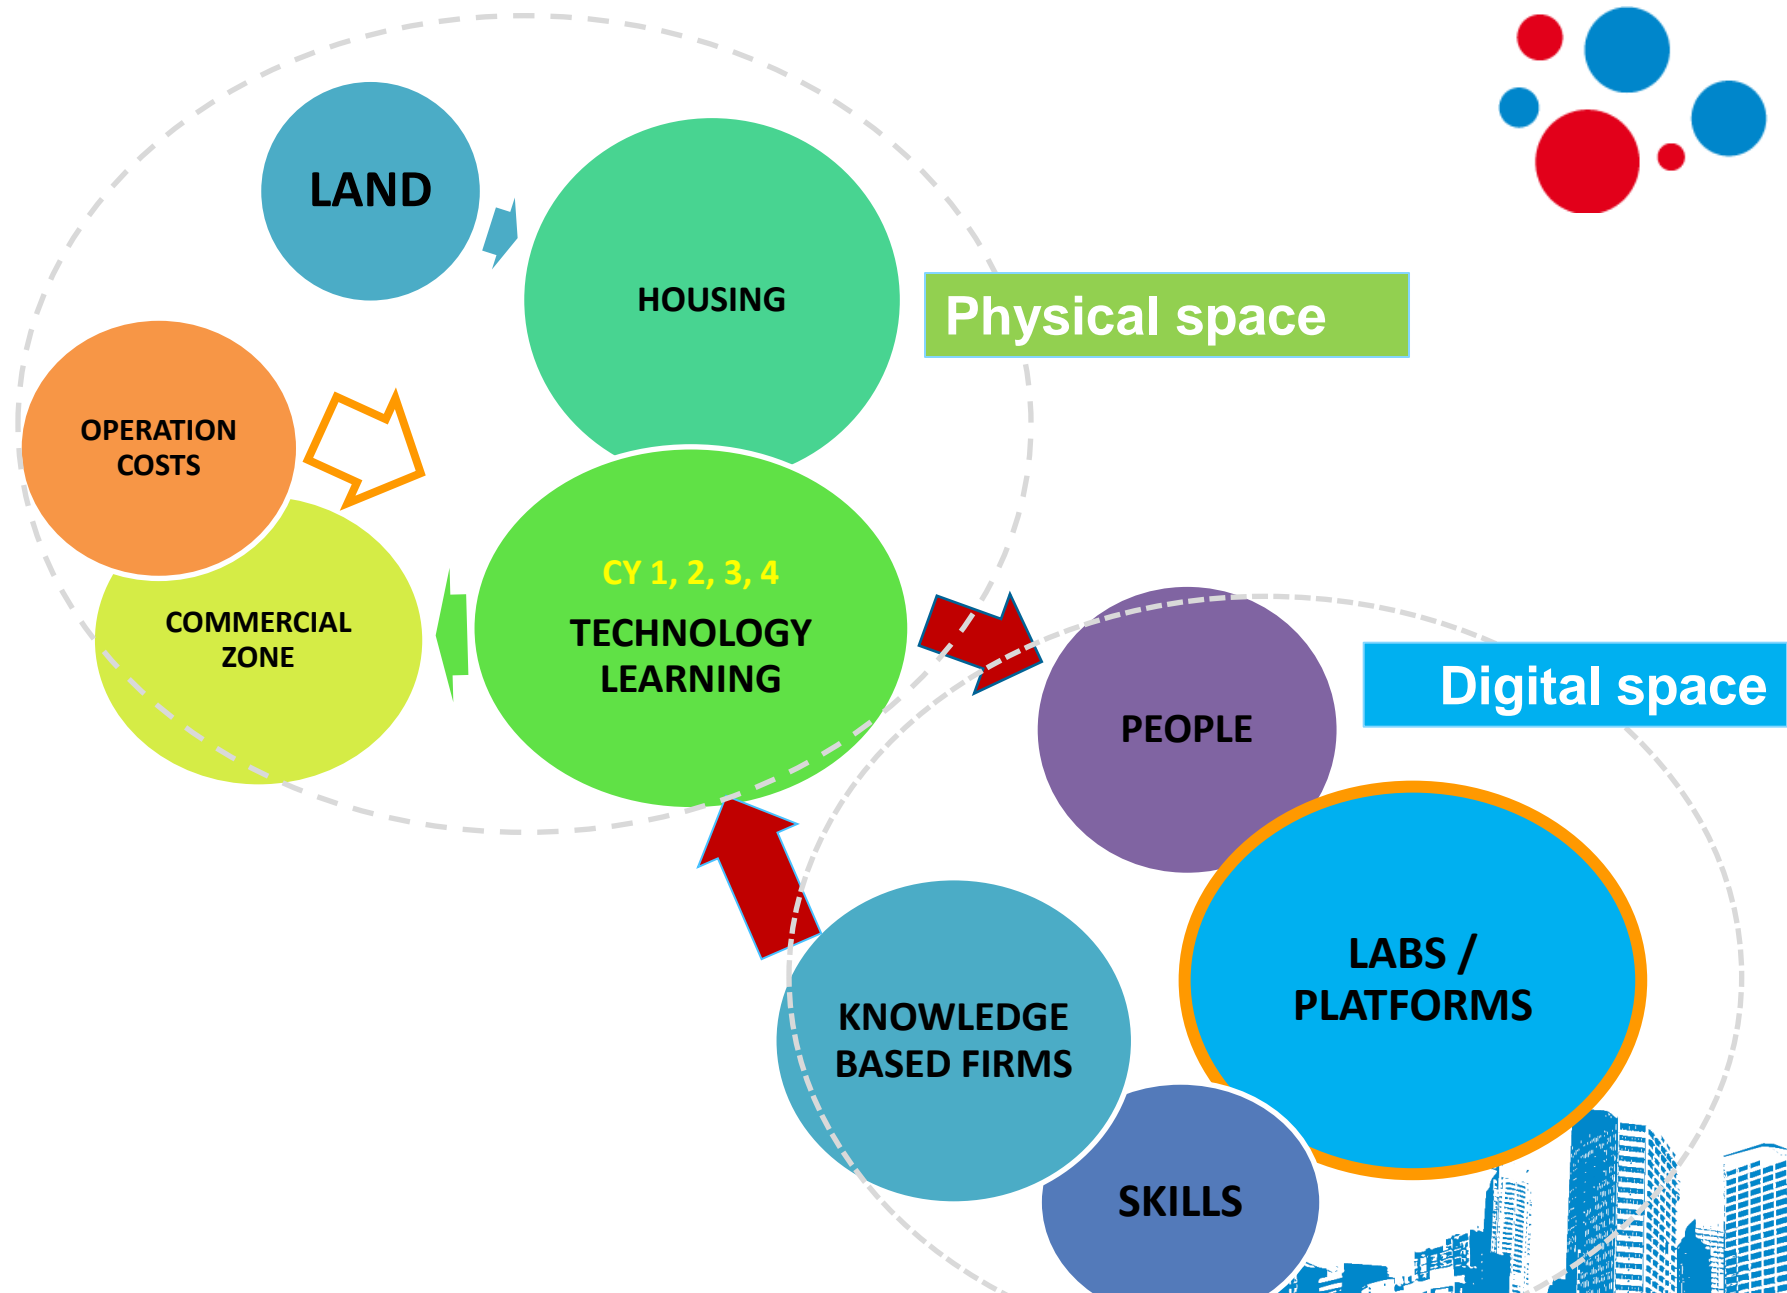 LAND
HOUSING
Physical space
OPERATION
COSTS
CY 1, 2, 3, 4
TECHNOLOGY
LEARNING
COMMERCIAL
ZONE
PEOPLE
Digital space
LABS /
PLATFORMS
KNOWLEDGE
BASED FIRMS
SKILLS